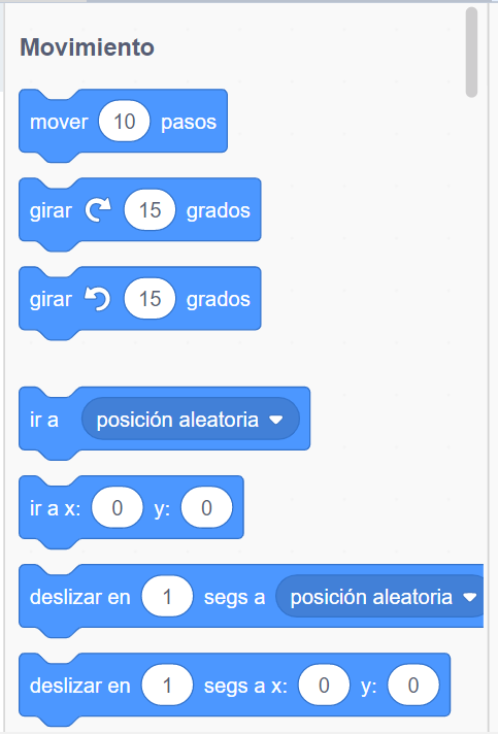 Movimiento
mover 10 pasos
girar 15 grados
girar 15 grados
ir a posición aleatoria
ir a x: 0 y: 0
deslizar en 1 segs a posición aleatoria
deslizar en 1 segs a x: 0 y: 0